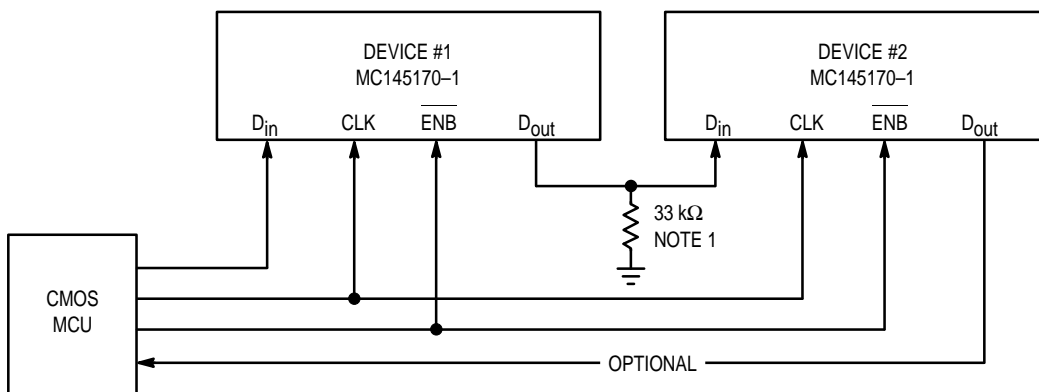 DEVICE #1
MC145170–1
Din CLK ENB Dout
DEVICE #2
MC145170–1
Din CLK ENB Dout
33 kΩ
NOTE 1
CMOS
MCU
OPTIONAL